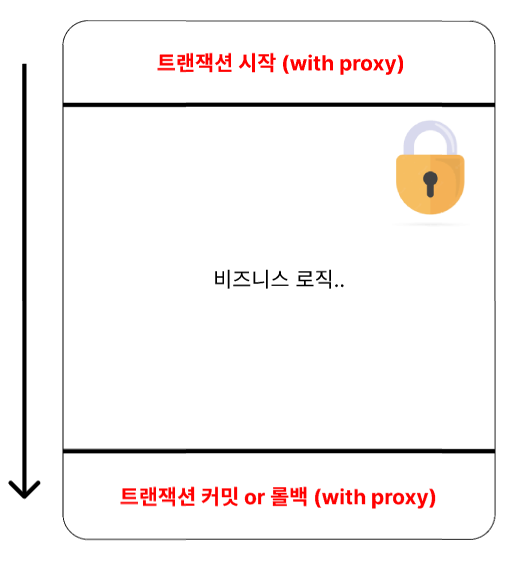 트랜잭션 시작 (with proxy)
비즈니스 로직..
트랜잭션 커밋 or 롤백 (with proxy)